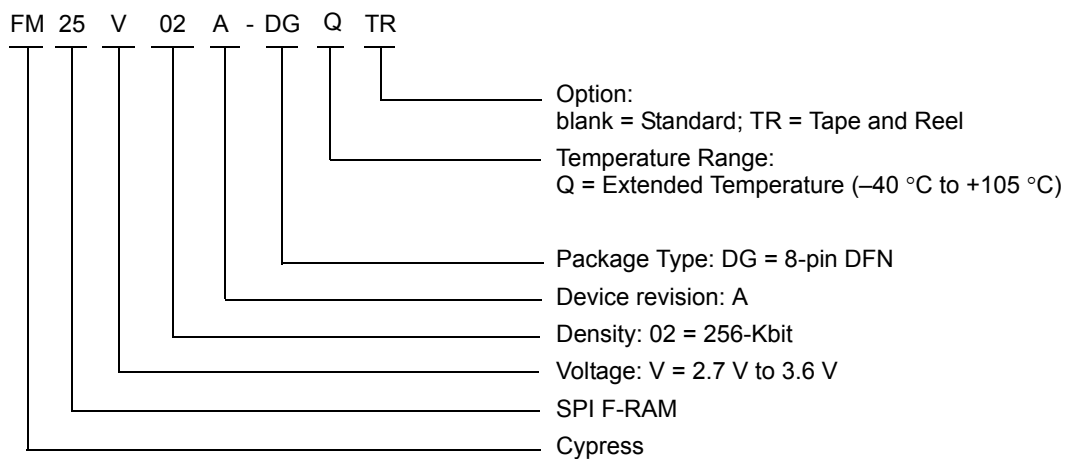 FM 25 V 02 A - DG Q TR
Option:
blank = Standard; TR = Tape and Reel
Temperature Range:
Q = Extended Temperature (–40 °C to +105 °C)
Package Type: DG = 8-pin DFN
Device revision: A
Density: 02 = 256-Kbit
Voltage: V = 2.7 V to 3.6 V
SPI F-RAM
Cypress